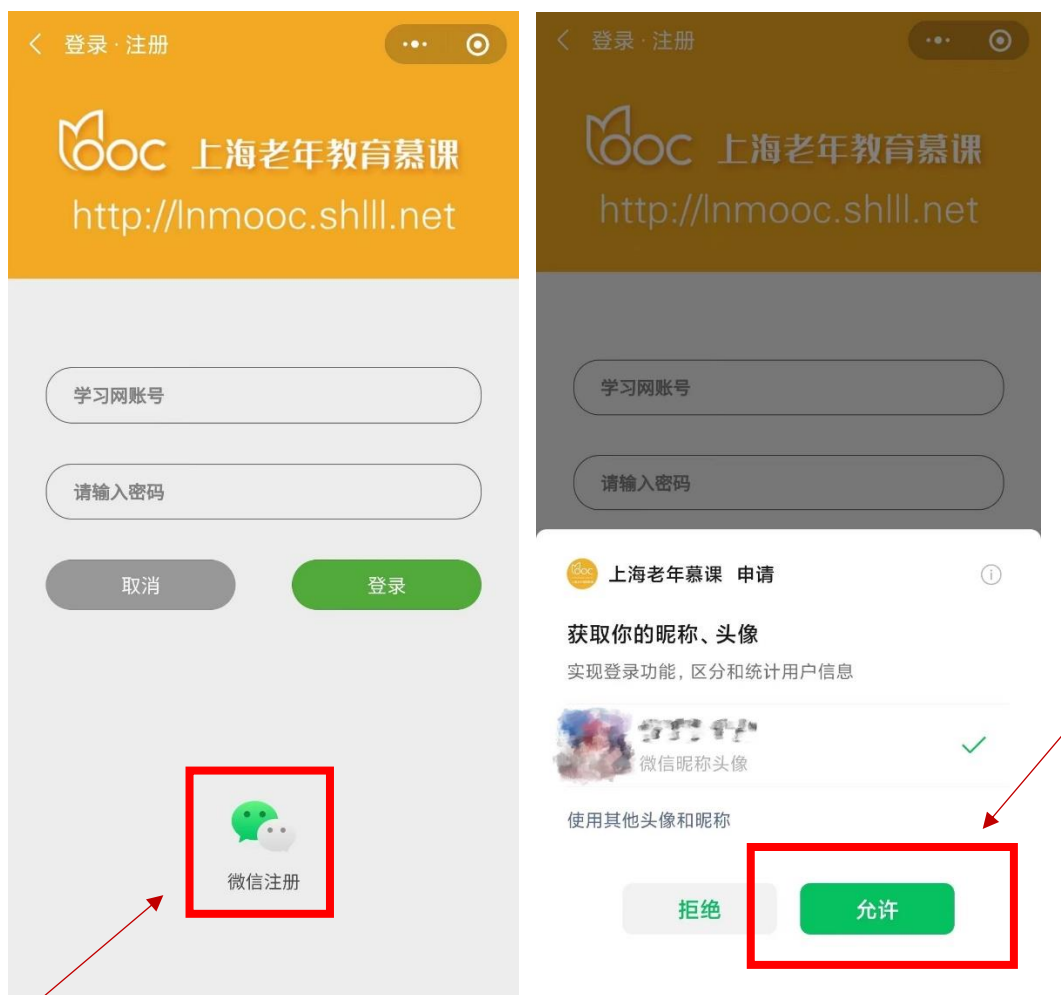 登录·注册
mooc 上海老年教育慕课
http://lnmooc.shlll.net
学习网账号
请输入密码
取消
登录
微信注册
登录·注册
mooc 上海老年教育慕课
http://lnmooc.shlll.net
学习网账号
请输入密码
上海老年慕课 申请
获取你的昵称、头像
实现登录功能，区分和统计用户信息
微信昵称头像
使用其他头像和昵称
拒绝
允许